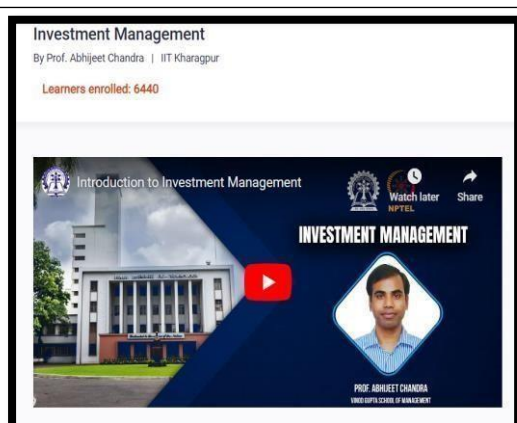 Investment Management
By Prof. Abhijeet Chandra | IIT Kharagpur
Learners enrolled: 6440
Introduction to Investment Management
Watch later
Share
NPTEL
INVESTMENT MANAGEMENT
PROF. ABHIJEET CHANDRA
VINOD GUPTA SCHOOL OF MANAGEMENT